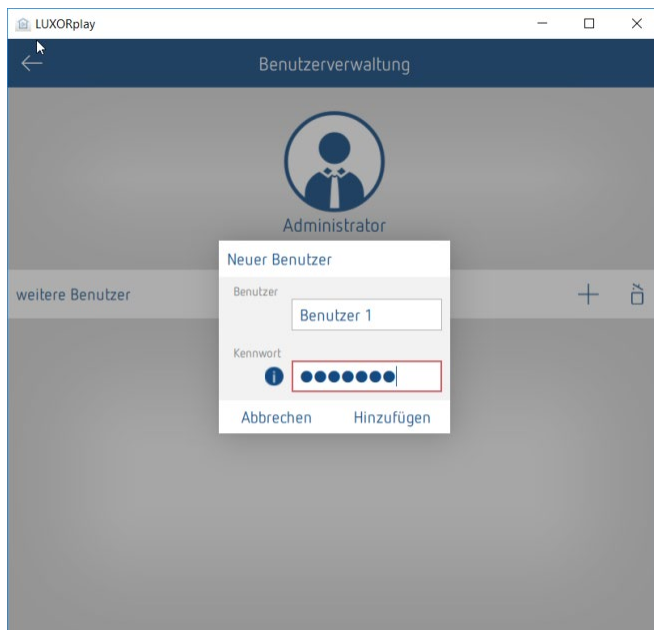 LUXORplay
Benutzerverwaltung
Administrator
weitere Benutzer
Neuer Benutzer
Benutzer
Benutzer 1
Kennwort
●●●●●●●
Abbrechen Hinzufügen